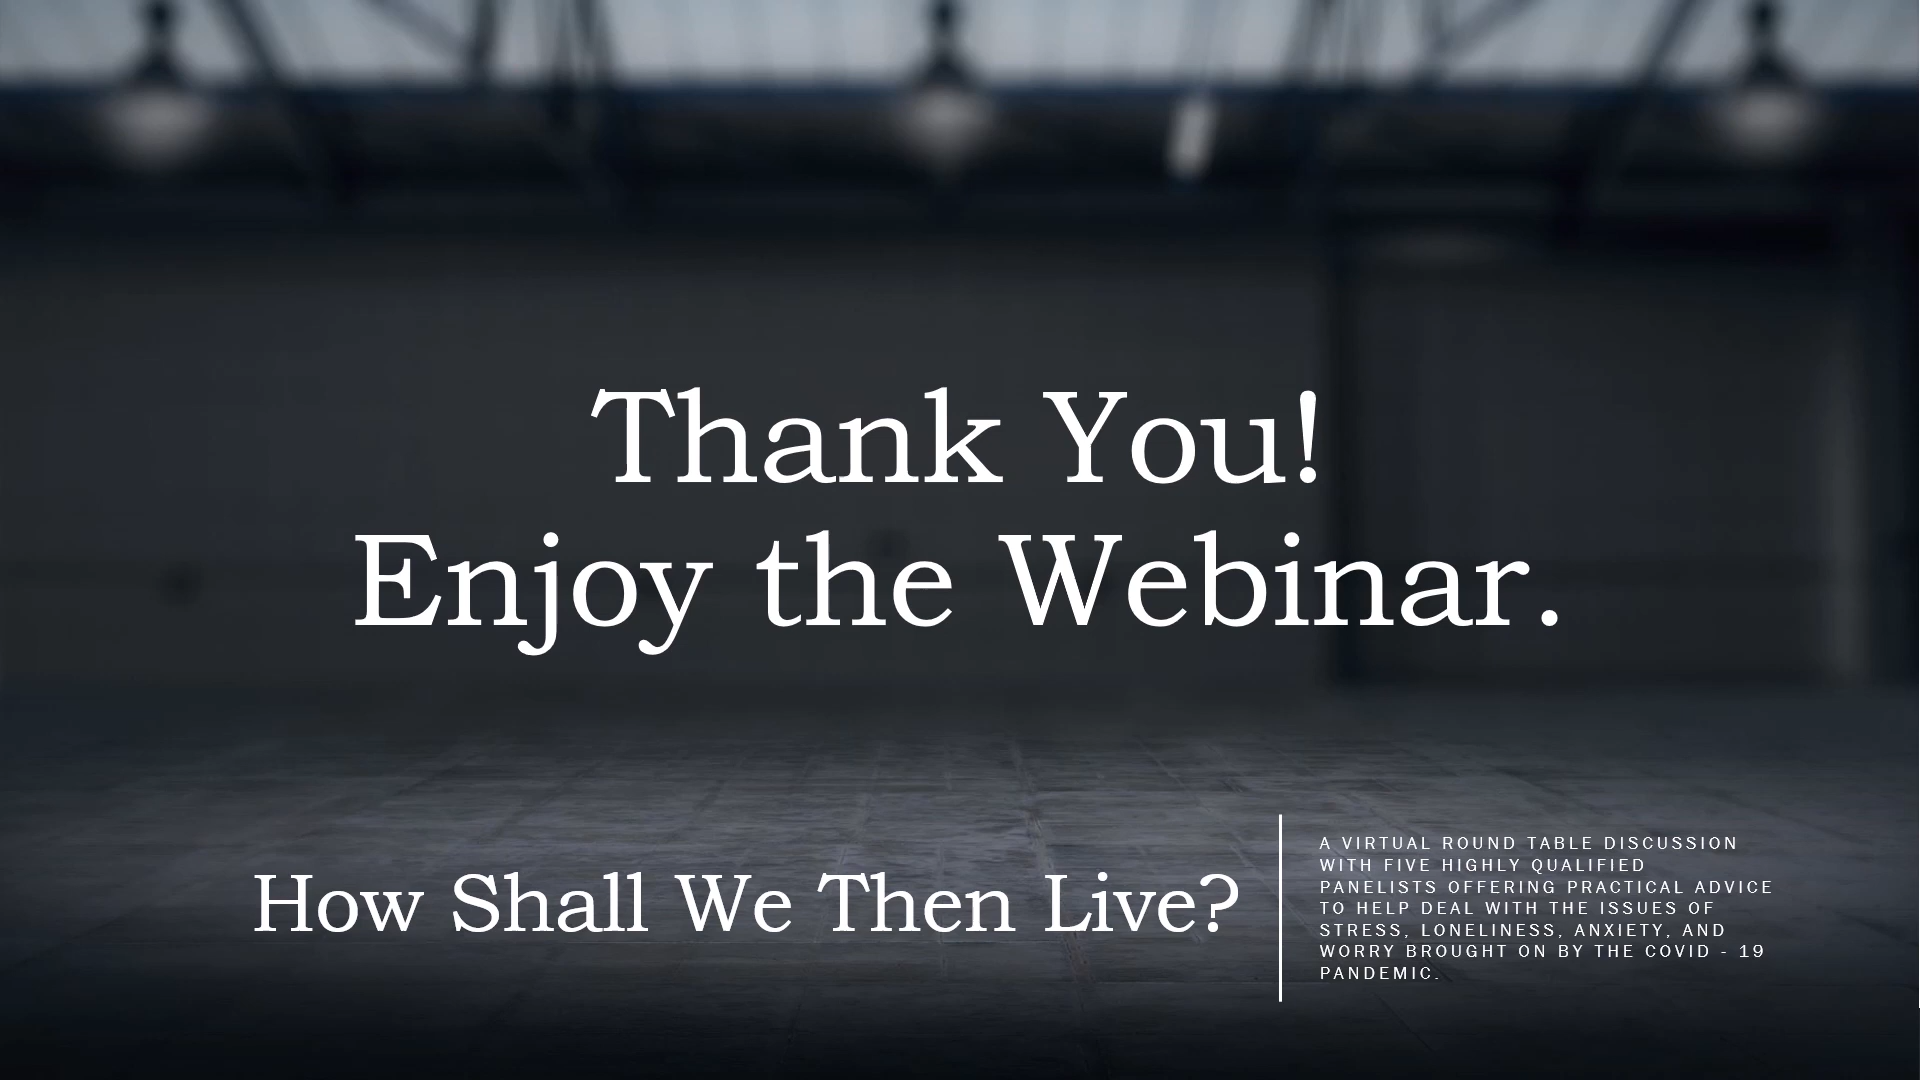 Thank You!
Enjoy the Webinar.
How Shall We Then Live?
A VIRTUAL ROUND TABLE DISCUSSION
WITH FIVE HIGHLY QUALIFIED
PANELISTS OFFERING PRACTICAL ADVICE
TO HELP DEAL WITH THE ISSUES OF
STRESS, LONELINESS, ANXIETY, AND
WORRY BROUGHT ON BY THE COVID - 19
PANDEMIC.